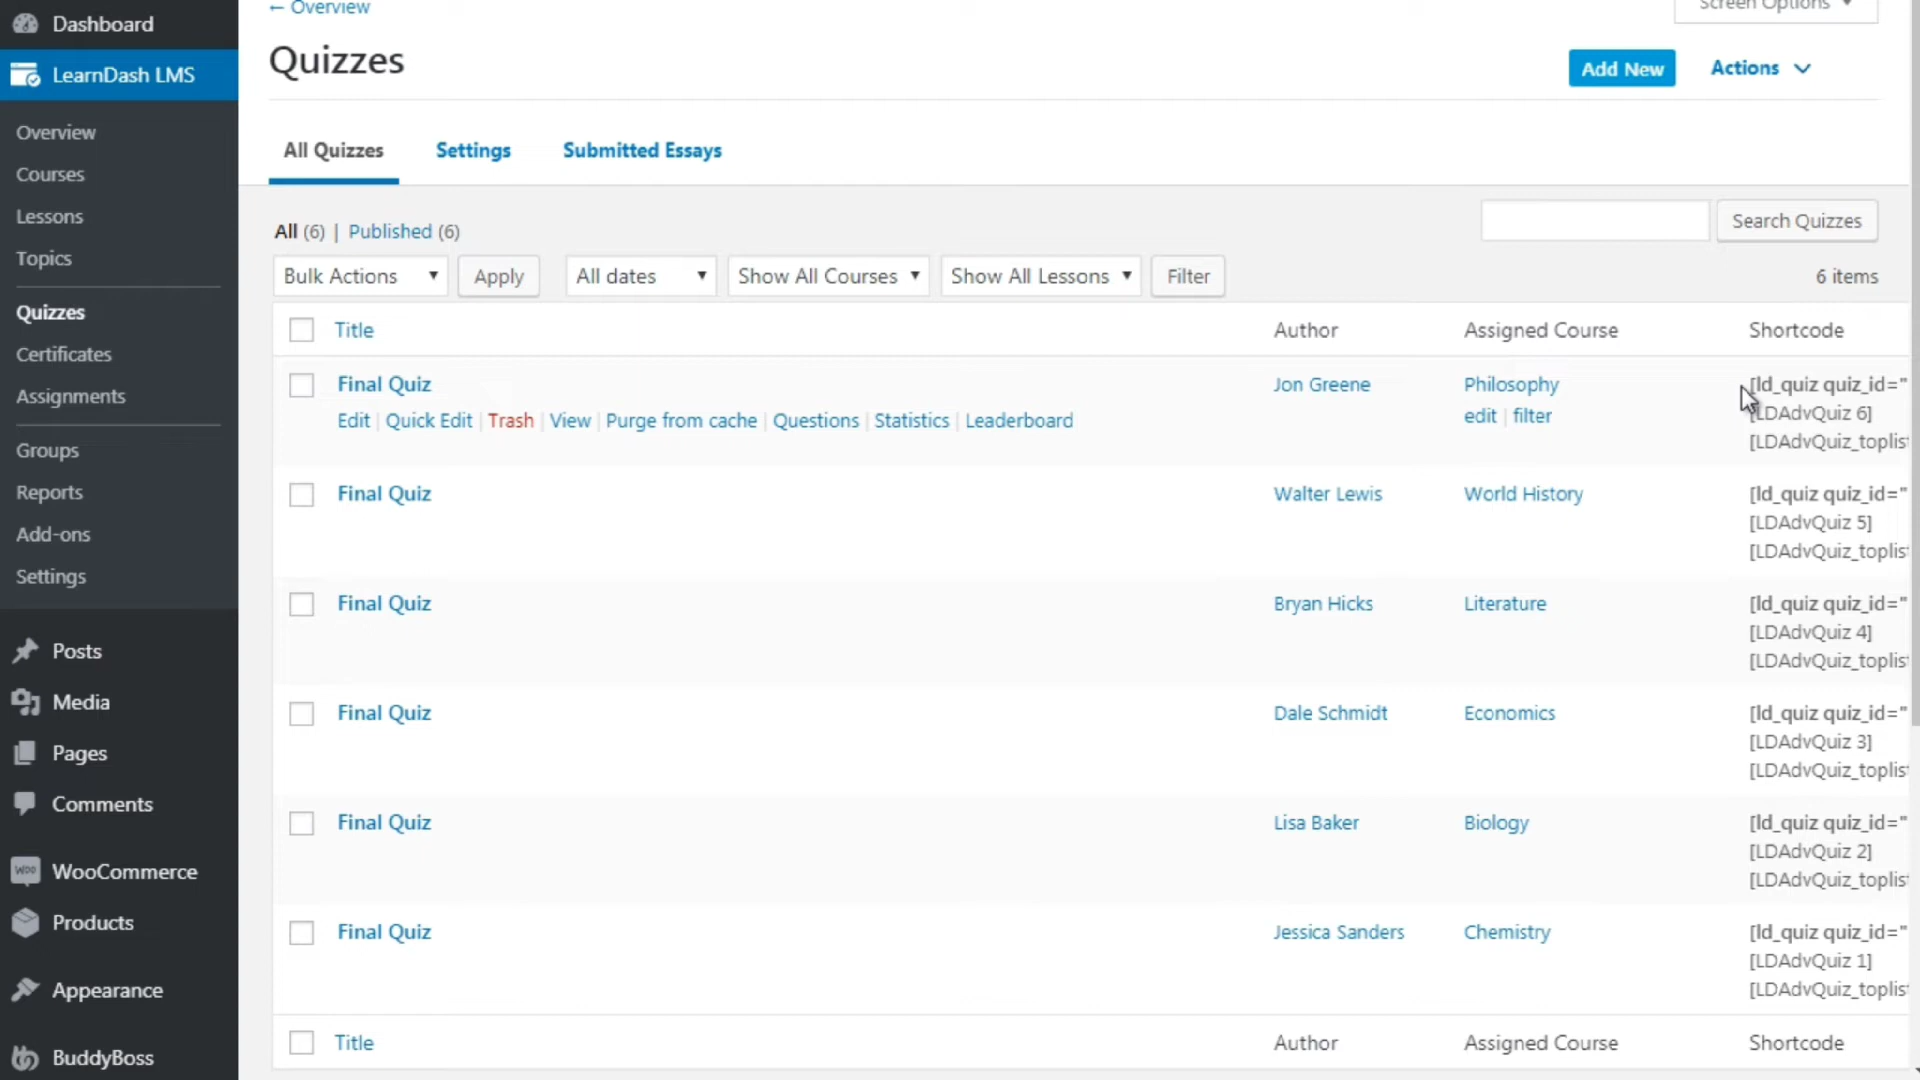 Dashboard
LearnDash LMS
Overview
Courses
Lessons
Topics
Quizzes
Certificates
Assignments
Groups
Reports
Add-ons
Settings
Posts
Media
Pages
Comments
WooCommerce
Products
Appearance
BuddyBoss
← Overview
Screen Options ▼
Quizzes
Add New
Actions
All Quizzes Settings Submitted Essays
All (6) | Published (6)
Search Quizzes
Bulk Actions ▼ Apply All dates ▼ Show All Courses ▼ Show All Lessons ▼ Filter
6 items
Title Author Assigned Course Shortcode
Final Quiz Jon Greene Philosophy [ld_quiz quiz_id="
Edit | Quick Edit | Trash | View | Purge from cache | Questions | Statistics | Leaderboard edit | filter [LDAdvQuiz 6]
[LDAdvQuiz_toplist
Final Quiz Walter Lewis World History [ld_quiz quiz_id="
[LDAdvQuiz 5]
[LDAdvQuiz_toplist
Final Quiz Bryan Hicks Literature [ld_quiz quiz_id="
[LDAdvQuiz 4]
[LDAdvQuiz_toplist
Final Quiz Dale Schmidt Economics [ld_quiz quiz_id="
[LDAdvQuiz 3]
[LDAdvQuiz_toplist
Final Quiz Lisa Baker Biology [ld_quiz quiz_id="
[LDAdvQuiz 2]
[LDAdvQuiz_toplist
Final Quiz Jessica Sanders Chemistry [ld_quiz quiz_id="
[LDAdvQuiz 1]
[LDAdvQuiz_toplist
Title Author Assigned Course Shortcode